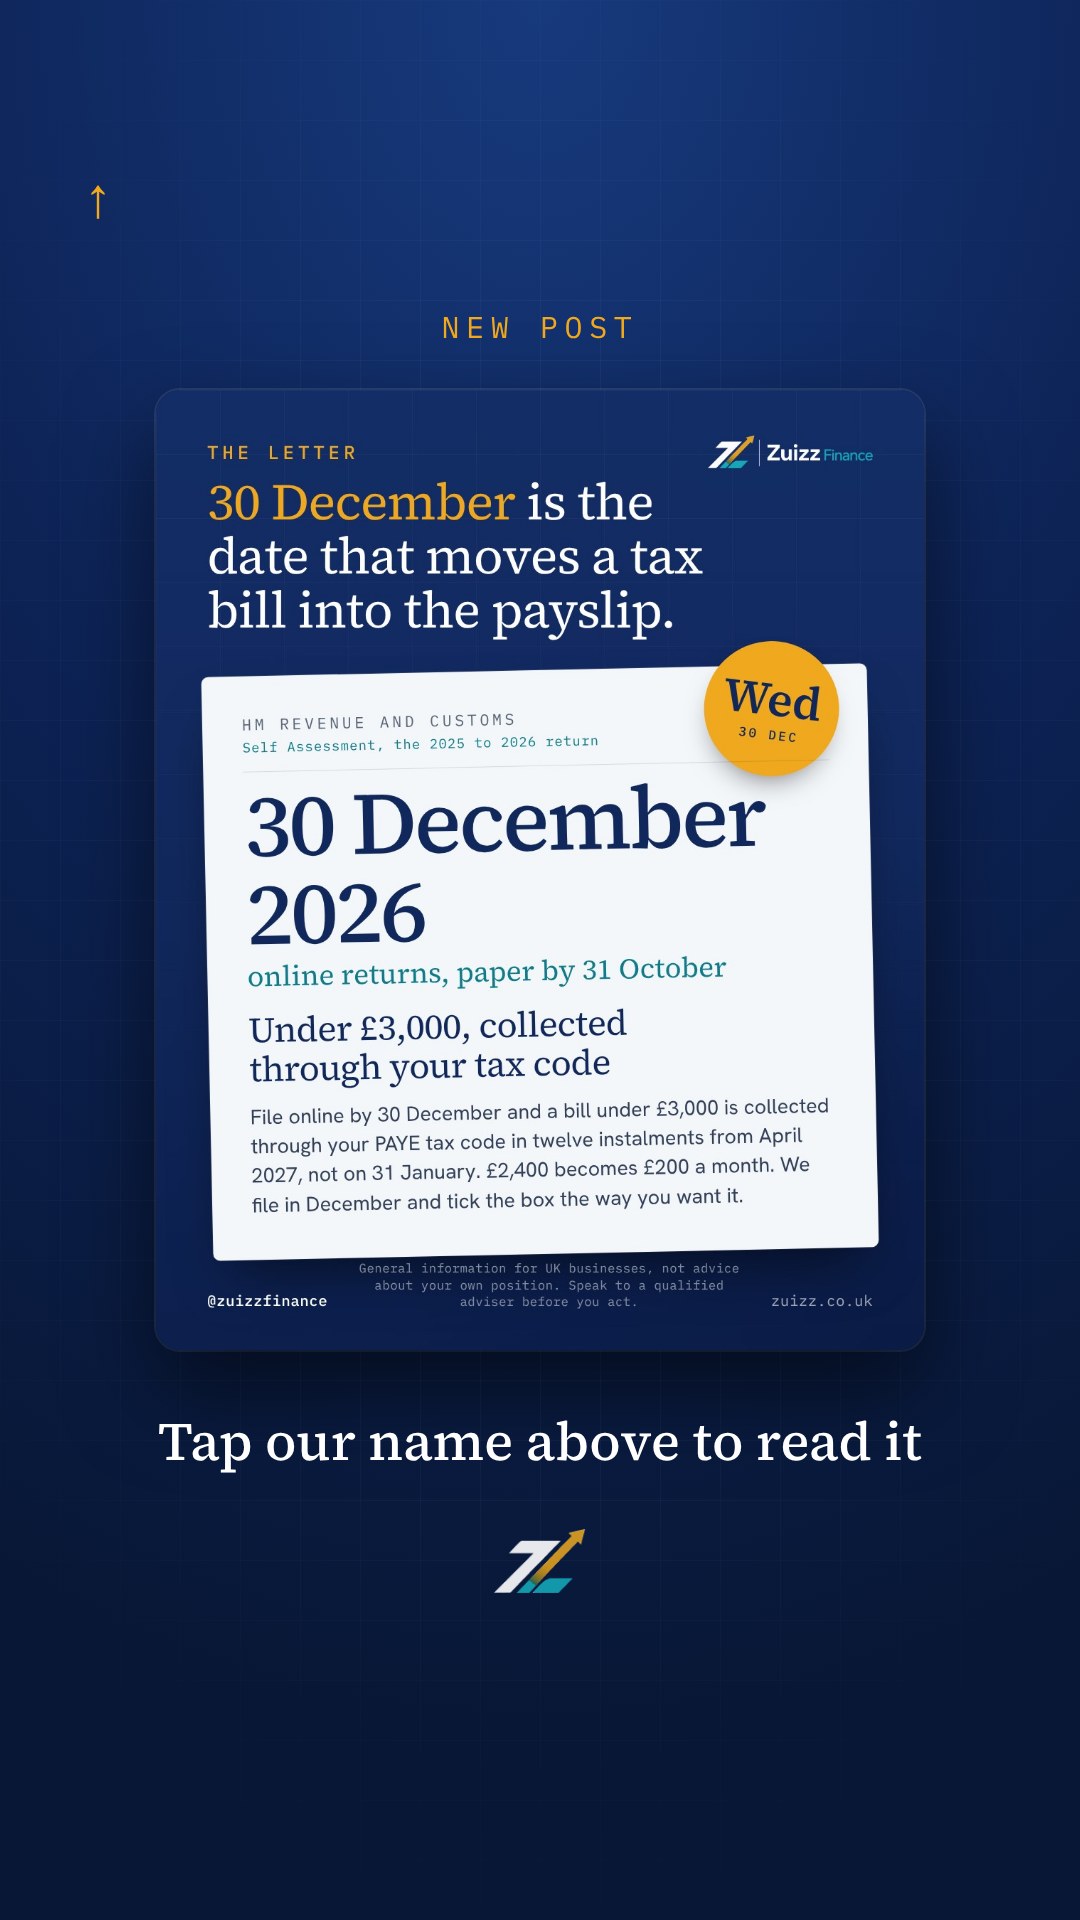 ↑
NEW POST
THE LETTER
Zuizz Finance
30 December is the
date that moves a tax
bill into the payslip.
Wed
30 DEC
HM REVENUE AND CUSTOMS
Self Assessment, the 2025 to 2026 return
30 December
2026
online returns, paper by 31 October
Under £3,000, collected
through your tax code
File online by 30 December and a bill under £3,000 is collected
through your PAYE tax code in twelve instalments from April
2027, not on 31 January. £2,400 becomes £200 a month. We
file in December and tick the box the way you want it.
General information for UK businesses, not advice
about your own position. Speak to a qualified
adviser before you act.
@zuizzfinance
zuizz.co.uk
Tap our name above to read it